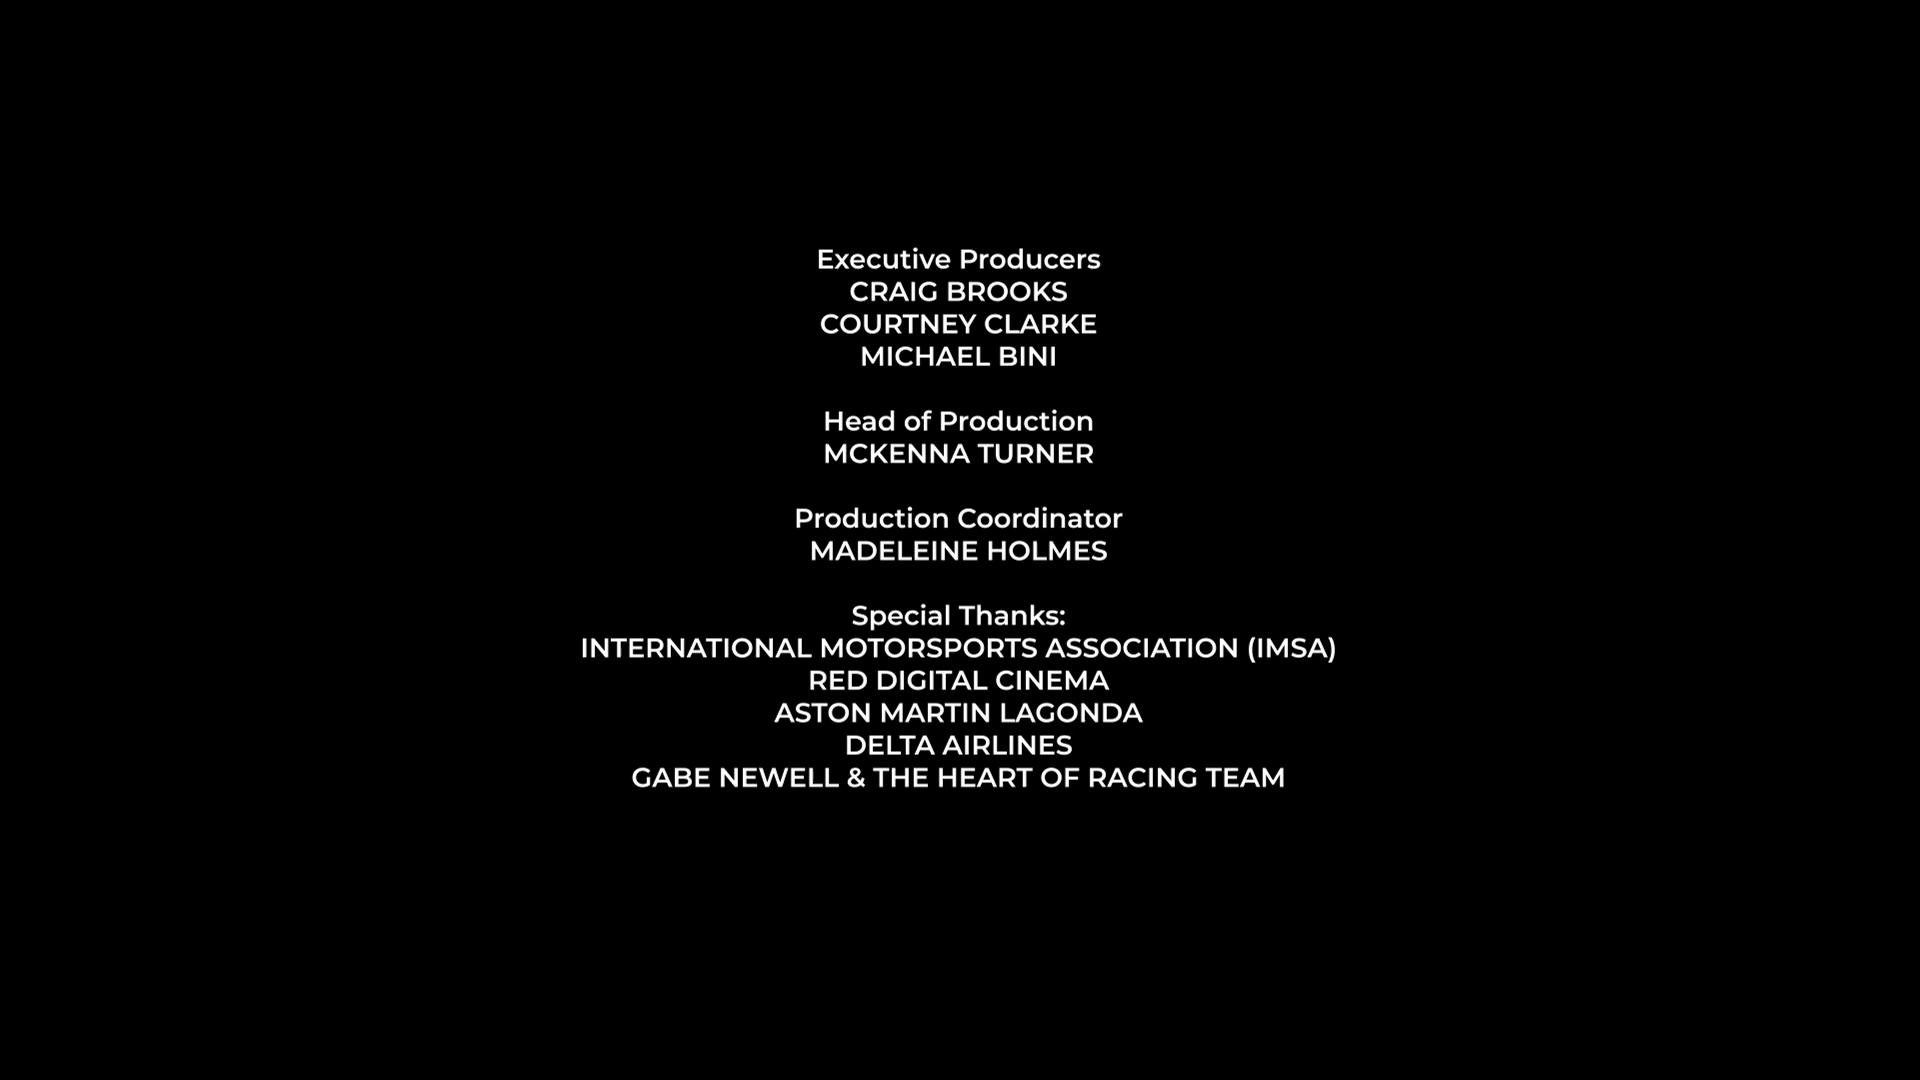 Executive Producers
CRAIG BROOKS
COURTNEY CLARKE
MICHAEL BINI
Head of Production
MCKENNA TURNER
Production Coordinator
MADELEINE HOLMES
Special Thanks:
INTERNATIONAL MOTORSPORTS ASSOCIATION (IMSA)
RED DIGITAL CINEMA
ASTON MARTIN LAGONDA
DELTA AIRLINES
GABE NEWELL & THE HEART OF RACING TEAM